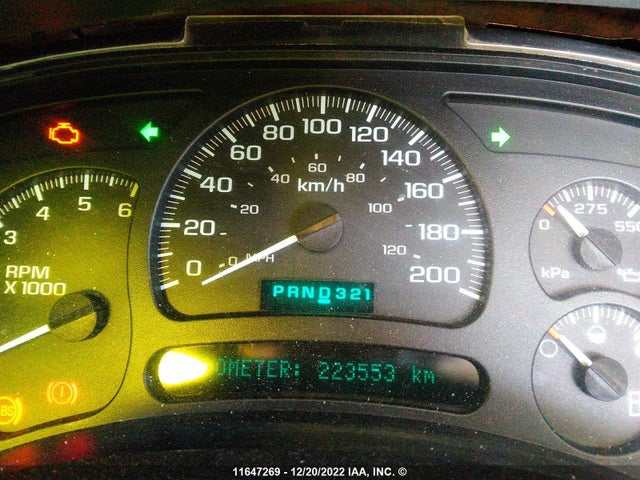 80 100 120
60 140
40 160
20 180
0 200
20 40 60 80 100 120
km/h
0 MPH
PRND321
OMETER: 223553 km
3 4 5 6
RPM
X 1000
ABS
0 275 550
kPa
11647269 - 12/20/2022 IAA, INC. ©